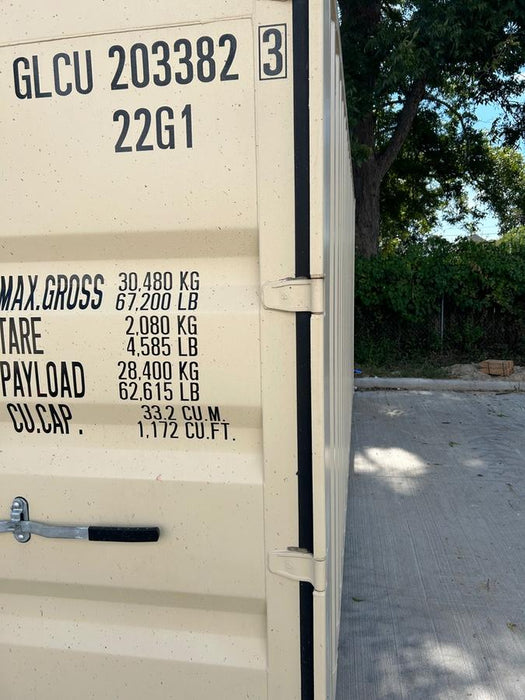 GLCU 203382 3
22G1
MAX.GROSS 30,480 KG
67,200 LB
TARE 2,080 KG
4,585 LB
PAYLOAD 28,400 KG
62,615 LB
CU.CAP. 33.2 CU.M.
1,172 CU.FT.